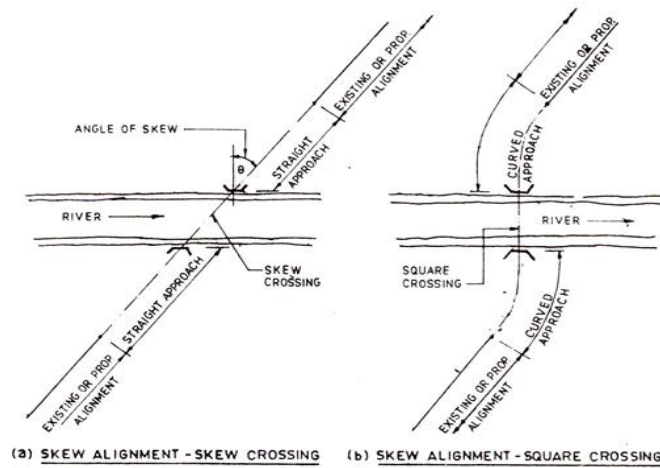 ANGLE OF SKEW
θ
EXISTING OR PROP
ALIGNMENT
STRAIGHT
APPROACH
RIVER
SKEW
CROSSING
STRAIGHT APPROACH
EXISTING OR PROP
ALIGNMENT
(a) SKEW ALIGNMENT - SKEW CROSSING
EXISTING OR PROP.
ALIGNMENT
CURVED
APPROACH
RIVER
SQUARE
CROSSING
CURVED
APPROACH
EXISTING OR PROP
ALIGNMENT
(b) SKEW ALIGNMENT - SQUARE CROSSING